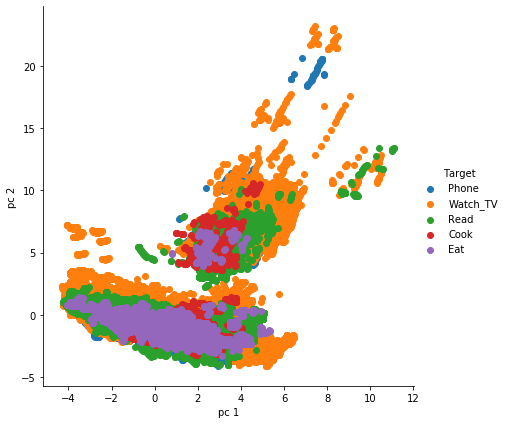 20
15
10
5
0
−5
pc 2
−4
−2
0
2
4
6
8
10
12
pc 1
Target
Phone
Watch_TV
Read
Cook
Eat